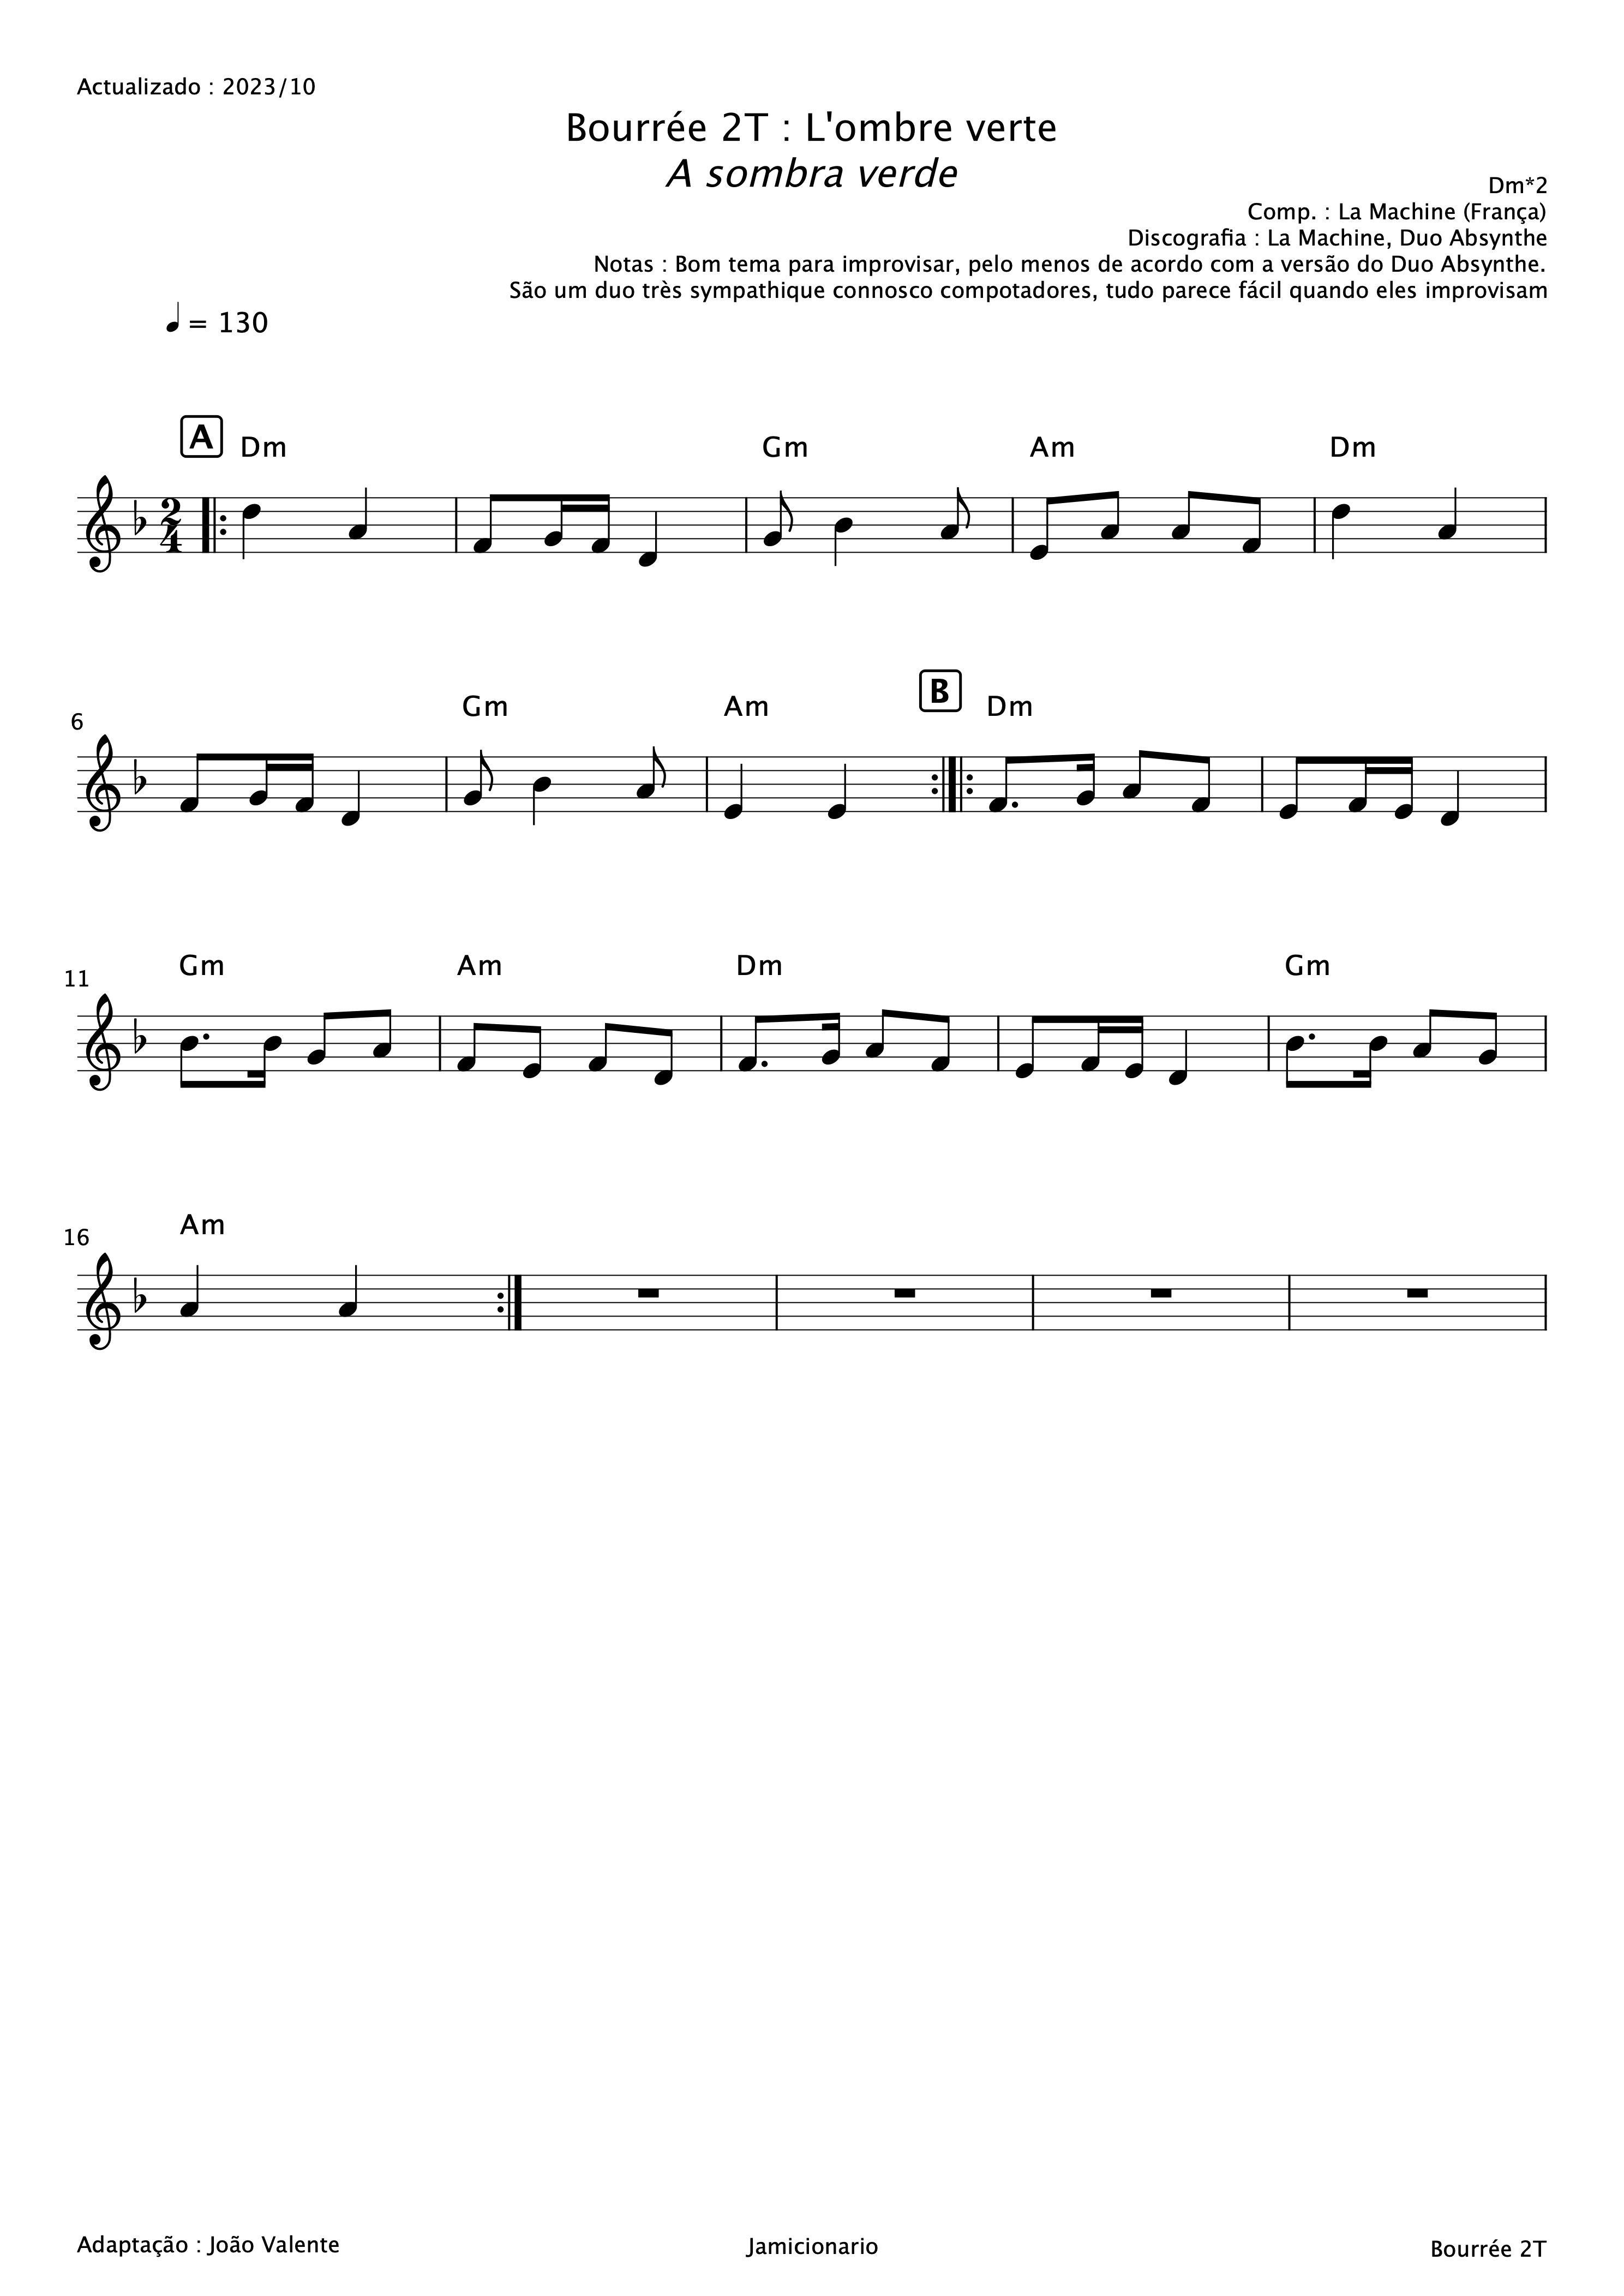 Actualizado : 2023/10
Bourrée 2T : L'ombre verte
A sombra verde
Dm*2
Comp. : La Machine (França)
Discografia : La Machine, Duo Absynthe
Notas : Bom tema para improvisar, pelo menos de acordo com a versão do Duo Absynthe.
São um duo très sympathique connosco compotadores, tudo parece fácil quando eles improvisam
= 130
A Dm Gm Am Dm
2
4
Gm Am B Dm
6
Gm Am Dm Gm
11
Am
16
Adaptação : João Valente Jamicionario Bourrée 2T